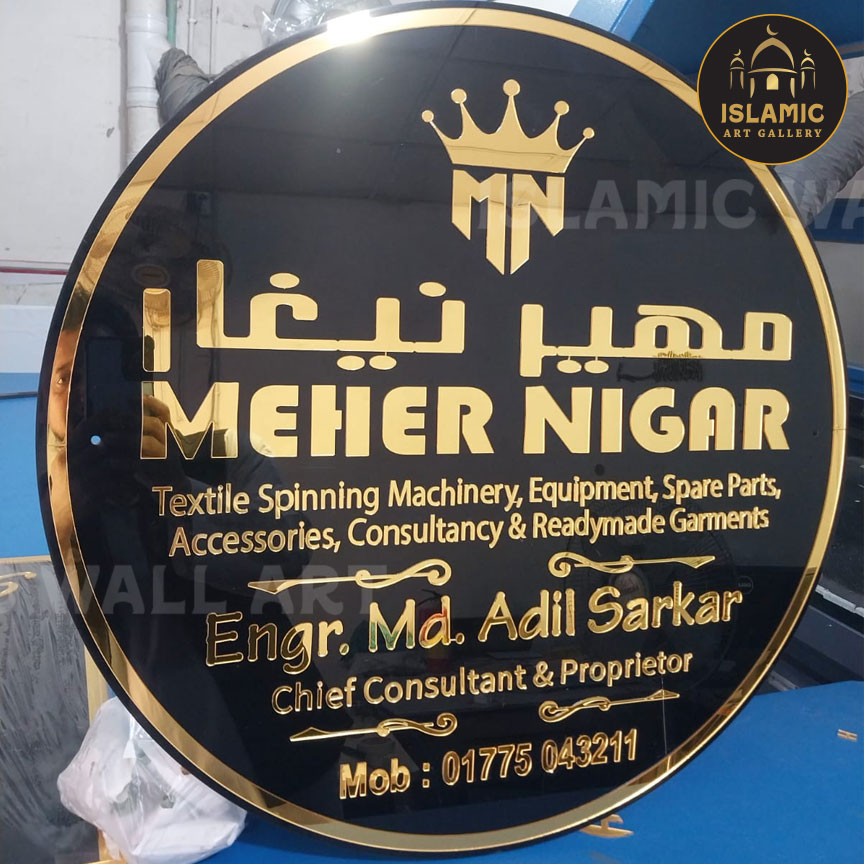 ISLAMIC
ART GALLERY
MN
مهير نيغار
MEHER NIGAR
Textile Spinning Machinery, Equipment, Spare Parts,
Accessories, Consultancy & Readymade Garments
Engr. Md. Adil Sarkar
Chief Consultant & Proprietor
Mob : 01775 043211
ISLAMIC WA
S WALL ART